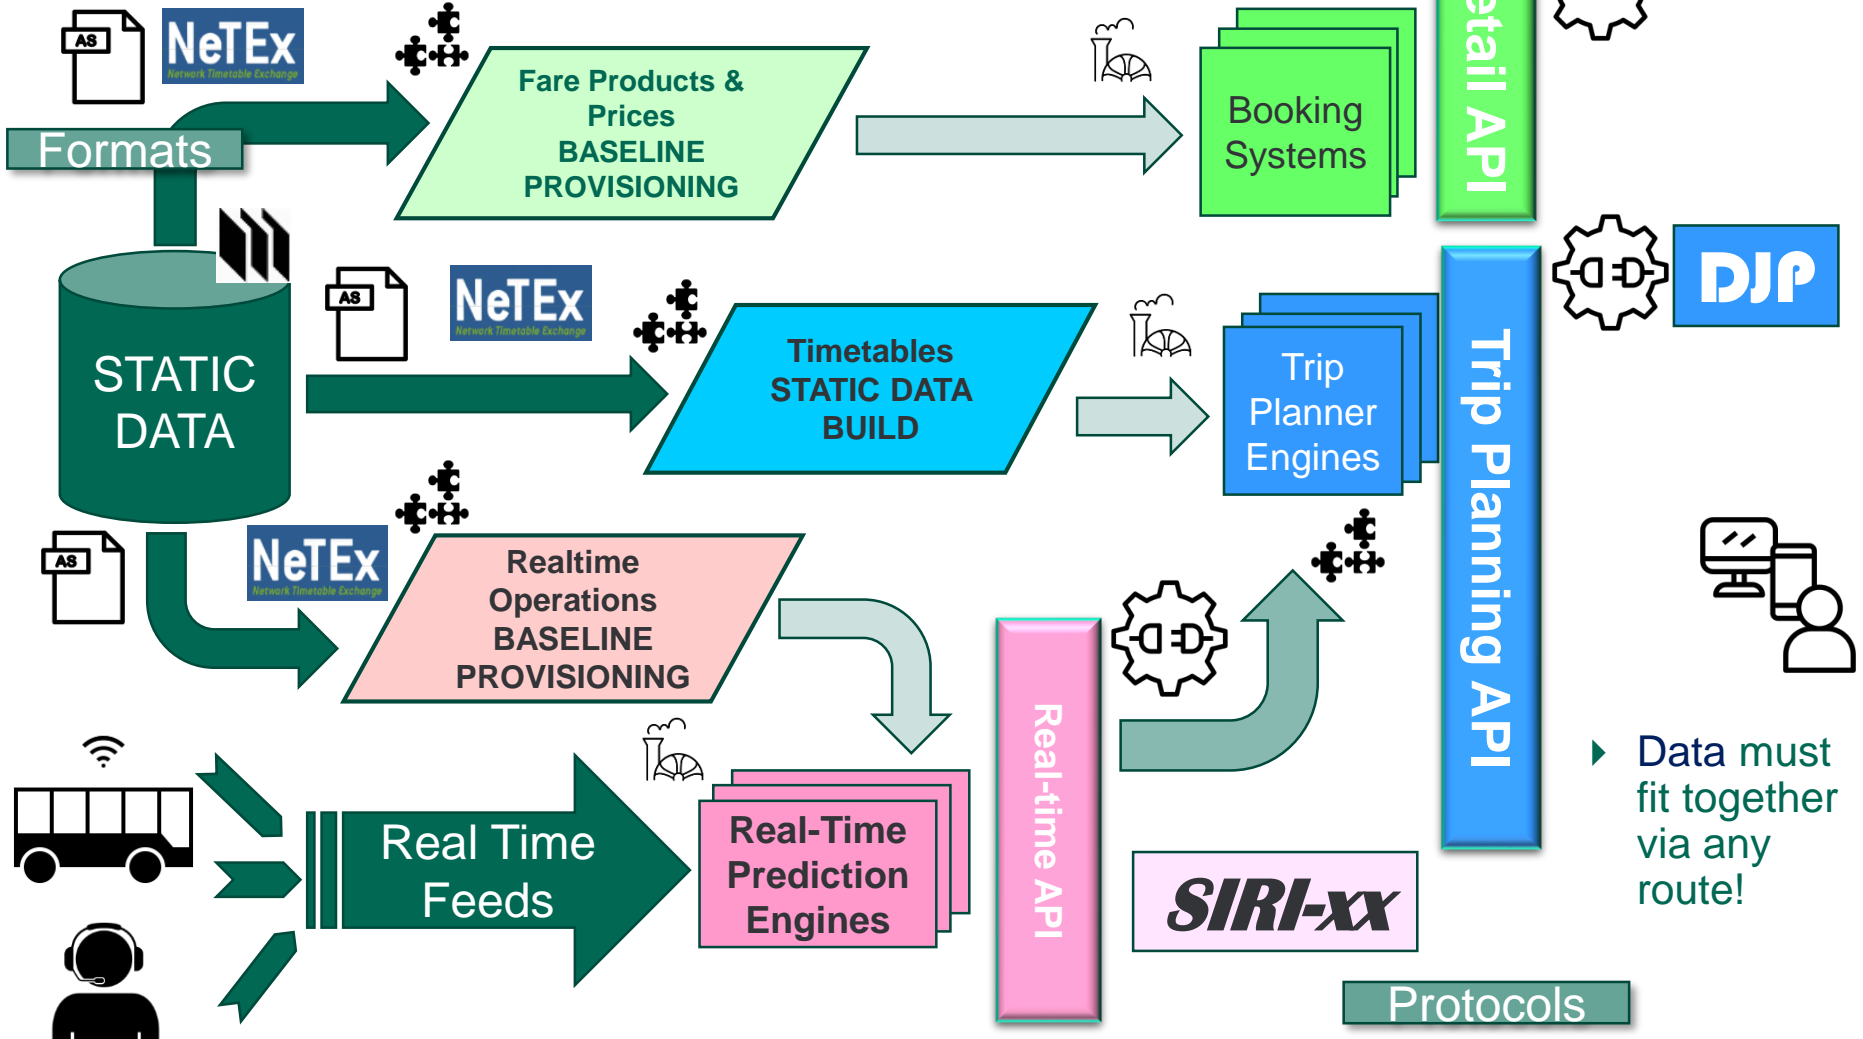 AS
NeTEx
Network Timetable Exchange
Formats
Fare Products &
Prices
BASELINE
PROVISIONING
Booking
Systems
etail API
STATIC
DATA
AS
NeTEx
Network Timetable Exchange
Timetables
STATIC DATA
BUILD
Trip
Planner
Engines
Trip Planning API
DJP
AS
NeTEx
Network Timetable Exchange
Realtime
Operations
BASELINE
PROVISIONING
Real Time
Feeds
Real-Time
Prediction
Engines
Real-time API
SIRI-xx
Data must
fit together
via any
route!
Protocols